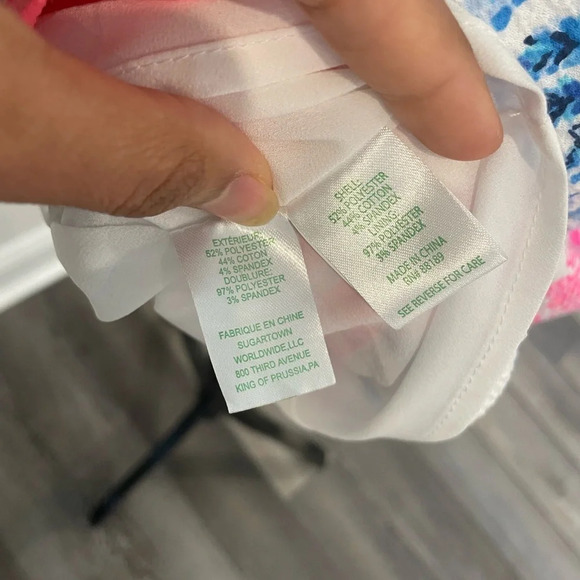 EXTÉRIEUR:
52% POLYESTER
44% COTON
4% SPANDEX
DOUBLURE:
97% POLYESTER
3% SPANDEX
FABRIQUE EN CHINE
SUGARTOWN
WORLDWIDE,LLC
800 THIRD AVENUE
KING OF PRUSSIA,PA
SHELL:
52% POLYESTER
44% COTTON
4% SPANDEX
LINING:
97% POLYESTER
3% SPANDEX
MADE IN CHINA
RN# 88189
SEE REVERSE FOR CARE